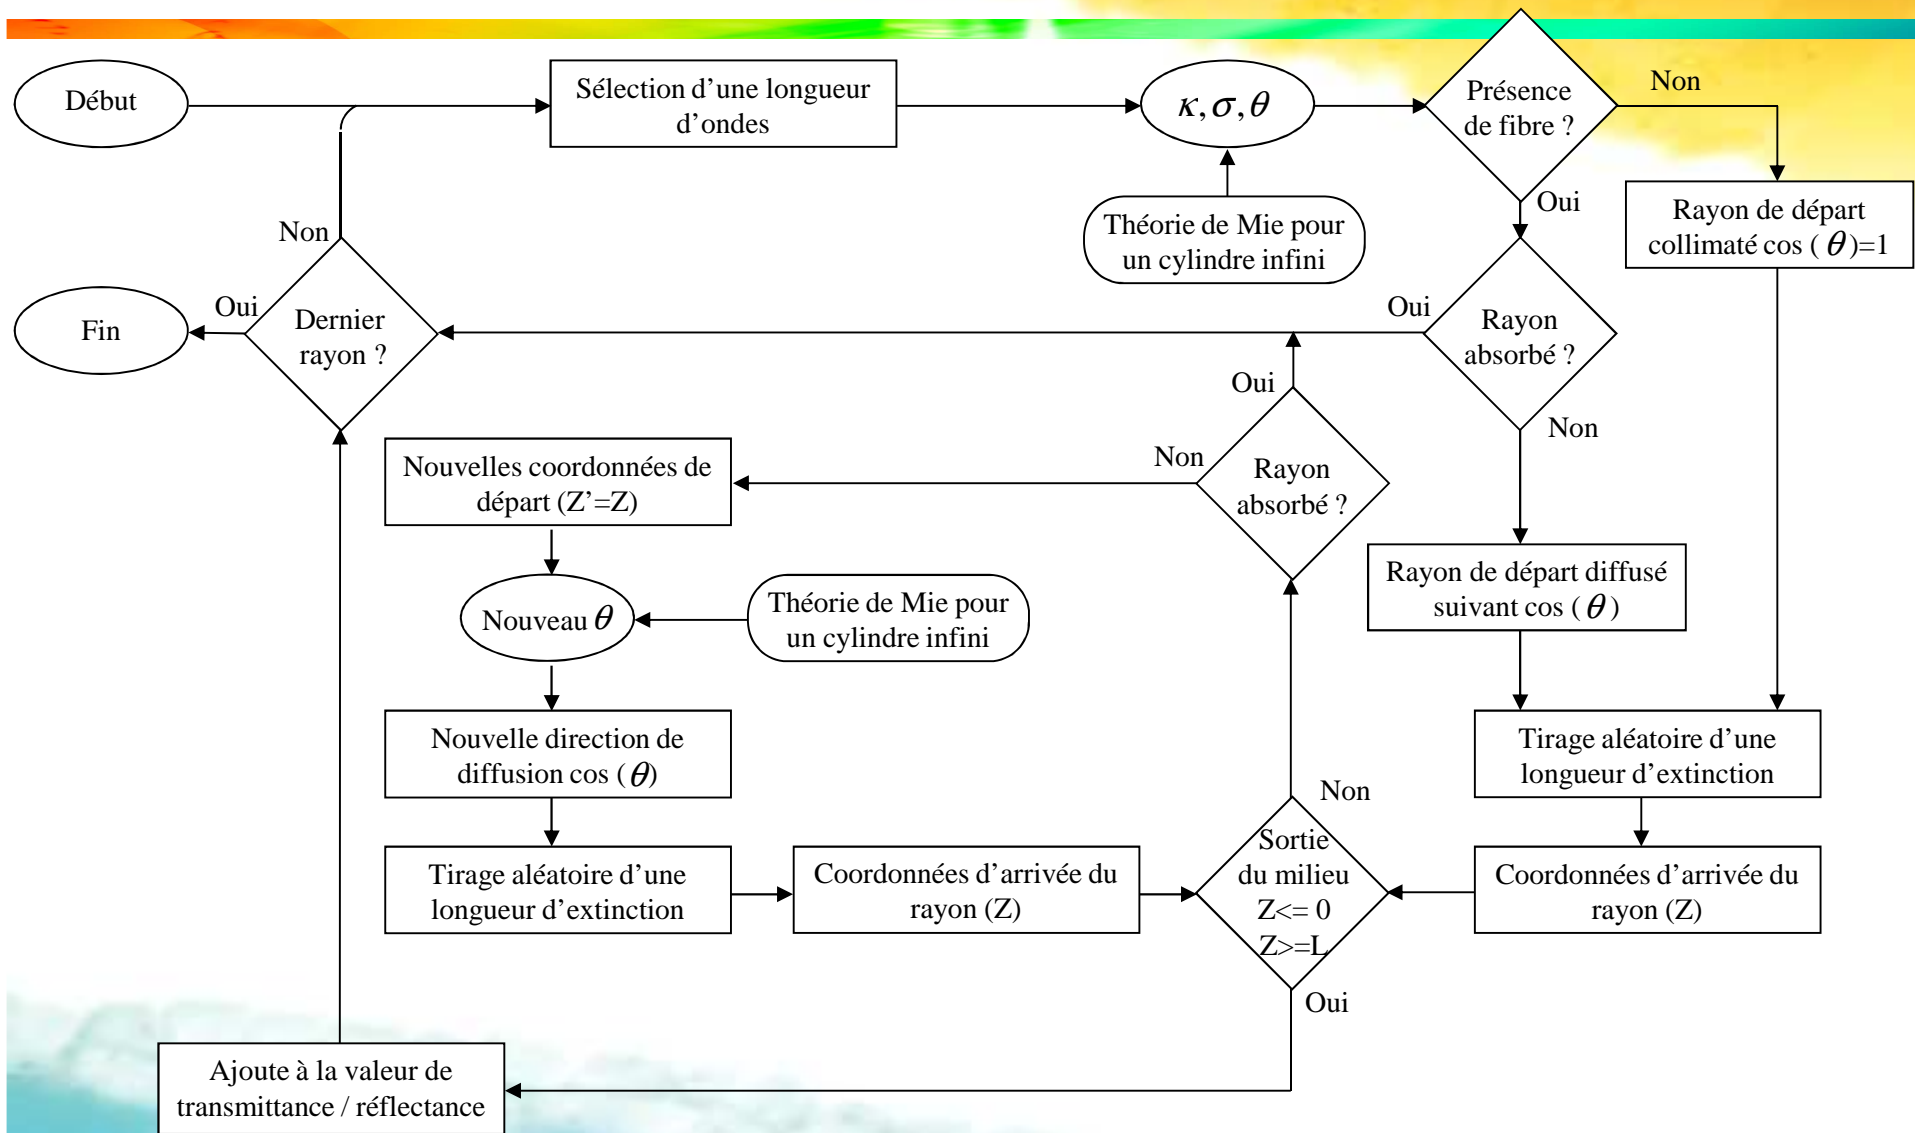 Début
Sélection d’une longueur
d’ondes
κ, σ, θ
Présence
de fibre ?
Non
Oui
Théorie de Mie pour
un cylindre infini
Rayon de départ
collimaté cos ( θ)=1
Non
Oui
Dernier
rayon ?
Fin
Oui
Rayon
absorbé ?
Non
Oui
Non
Rayon
absorbé ?
Nouvelles coordonnées de
départ (Z’=Z)
Rayon de départ diffusé
suivant cos ( θ )
Nouveau θ
Théorie de Mie pour
un cylindre infini
Nouvelle direction de
diffusion cos ( θ)
Tirage aléatoire d’une
longueur d’extinction
Non
Tirage aléatoire d’une
longueur d’extinction
Coordonnées d’arrivée du
rayon (Z)
Sortie
du milieu
Z<= 0
Z>=L
Coordonnées d’arrivée du
rayon (Z)
Oui
Ajoute à la valeur de
transmittance / réflectance